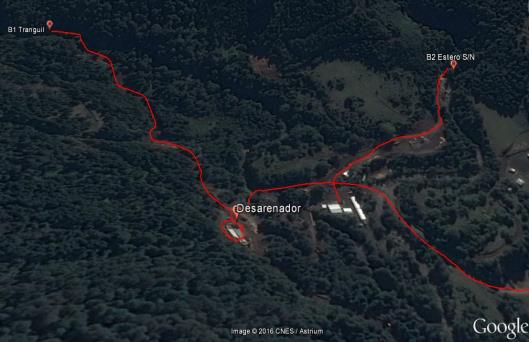 B1 Tranguil
B2 Estero S/N
Desarenador
Image © 2016 CNES / Astrium
Google